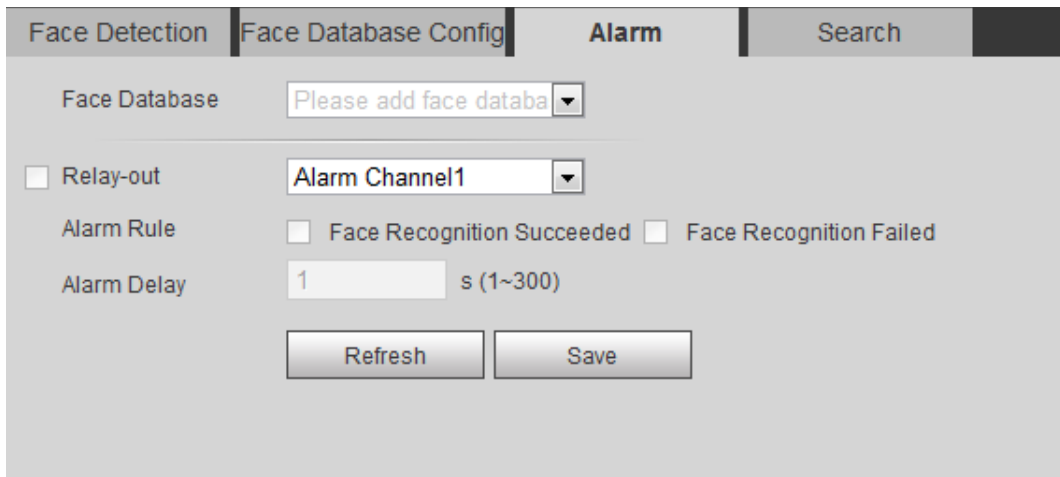 Face Detection Face Database Config Alarm Search
Face Database Please add face databa
Relay-out Alarm Channel1
Alarm Rule Face Recognition Succeeded Face Recognition Failed
Alarm Delay 1 s (1~300)
Refresh Save